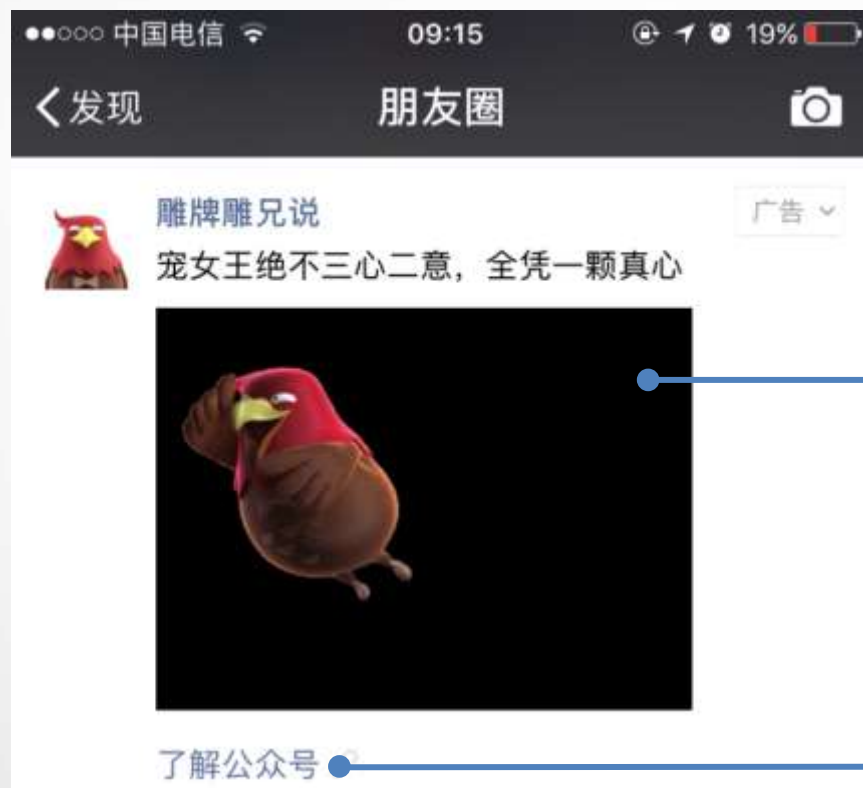 中国电信 09:15 19%
发现 朋友圈
雕牌雕兄说 广告
宠女王绝不三心二意，全凭一颗真心
了解公众号